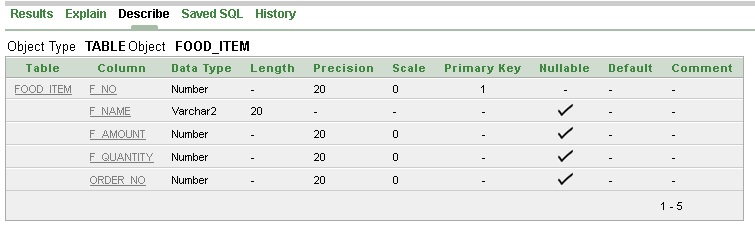 Results Explain Describe Saved SQL History
Object Type TABLE Object FOOD_ITEM
Table Column Data Type Length Precision Scale Primary Key Nullable Default Comment
FOOD_ITEM F_NO Number - 20 0 1 - - -
F_NAME Varchar2 20 - - - ✓ - -
F_AMOUNT Number - 20 0 - ✓ - -
F_QUANTITY Number - 20 0 - ✓ - -
ORDER_NO Number - 20 0 - ✓ - -
1 - 5